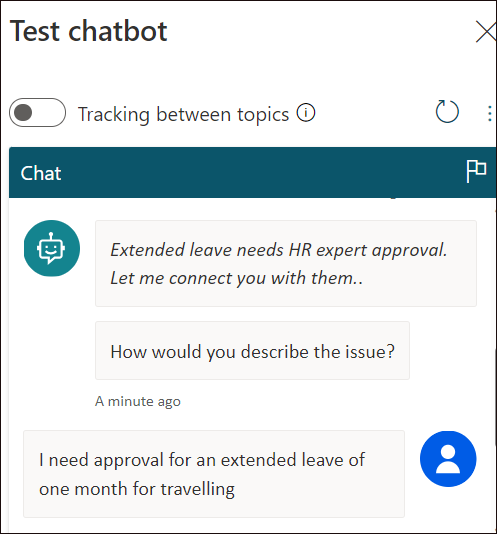 Test chatbot
Tracking between topics
Chat
Extended leave needs HR expert approval.
Let me connect you with them..
How would you describe the issue?
A minute ago
I need approval for an extended leave of
one month for travelling